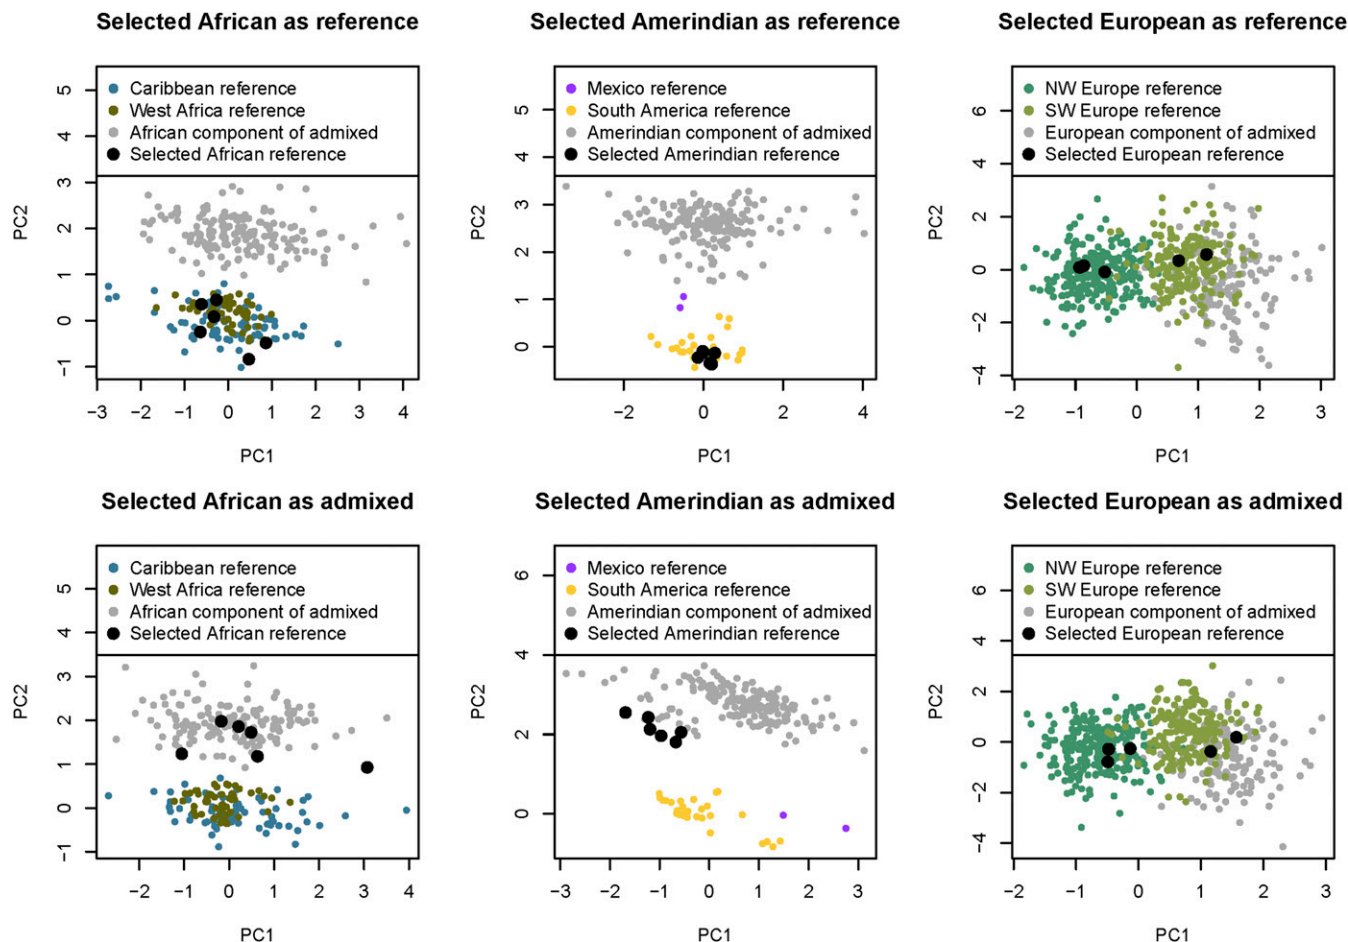 Selected African as reference
Selected Amerindian as reference
Selected European as reference
Caribbean reference
West Africa reference
African component of admixed
Selected African reference
PC2
5
4
3
2
1
0
−1
−3
−2
−1
0
1
2
3
4
PC1
Mexico reference
South America reference
Amerindian component of admixed
Selected Amerindian reference
PC2
5
4
3
2
1
0
−2
0
2
4
PC1
NW Europe reference
SW Europe reference
European component of admixed
Selected European reference
PC2
6
4
2
0
−2
−4
−2
−1
0
1
2
3
PC1
Selected African as admixed
Selected Amerindian as admixed
Selected European as admixed
Caribbean reference
West Africa reference
African component of admixed
Selected African reference
PC2
5
4
3
2
1
0
−1
−2
−1
0
1
2
3
4
PC1
Mexico reference
South America reference
Amerindian component of admixed
Selected Amerindian reference
PC2
6
4
2
0
−3
−2
−1
0
1
2
3
PC1
NW Europe reference
SW Europe reference
European component of admixed
Selected European reference
PC2
6
4
2
0
−2
−4
−2
−1
0
1
2
3
PC1